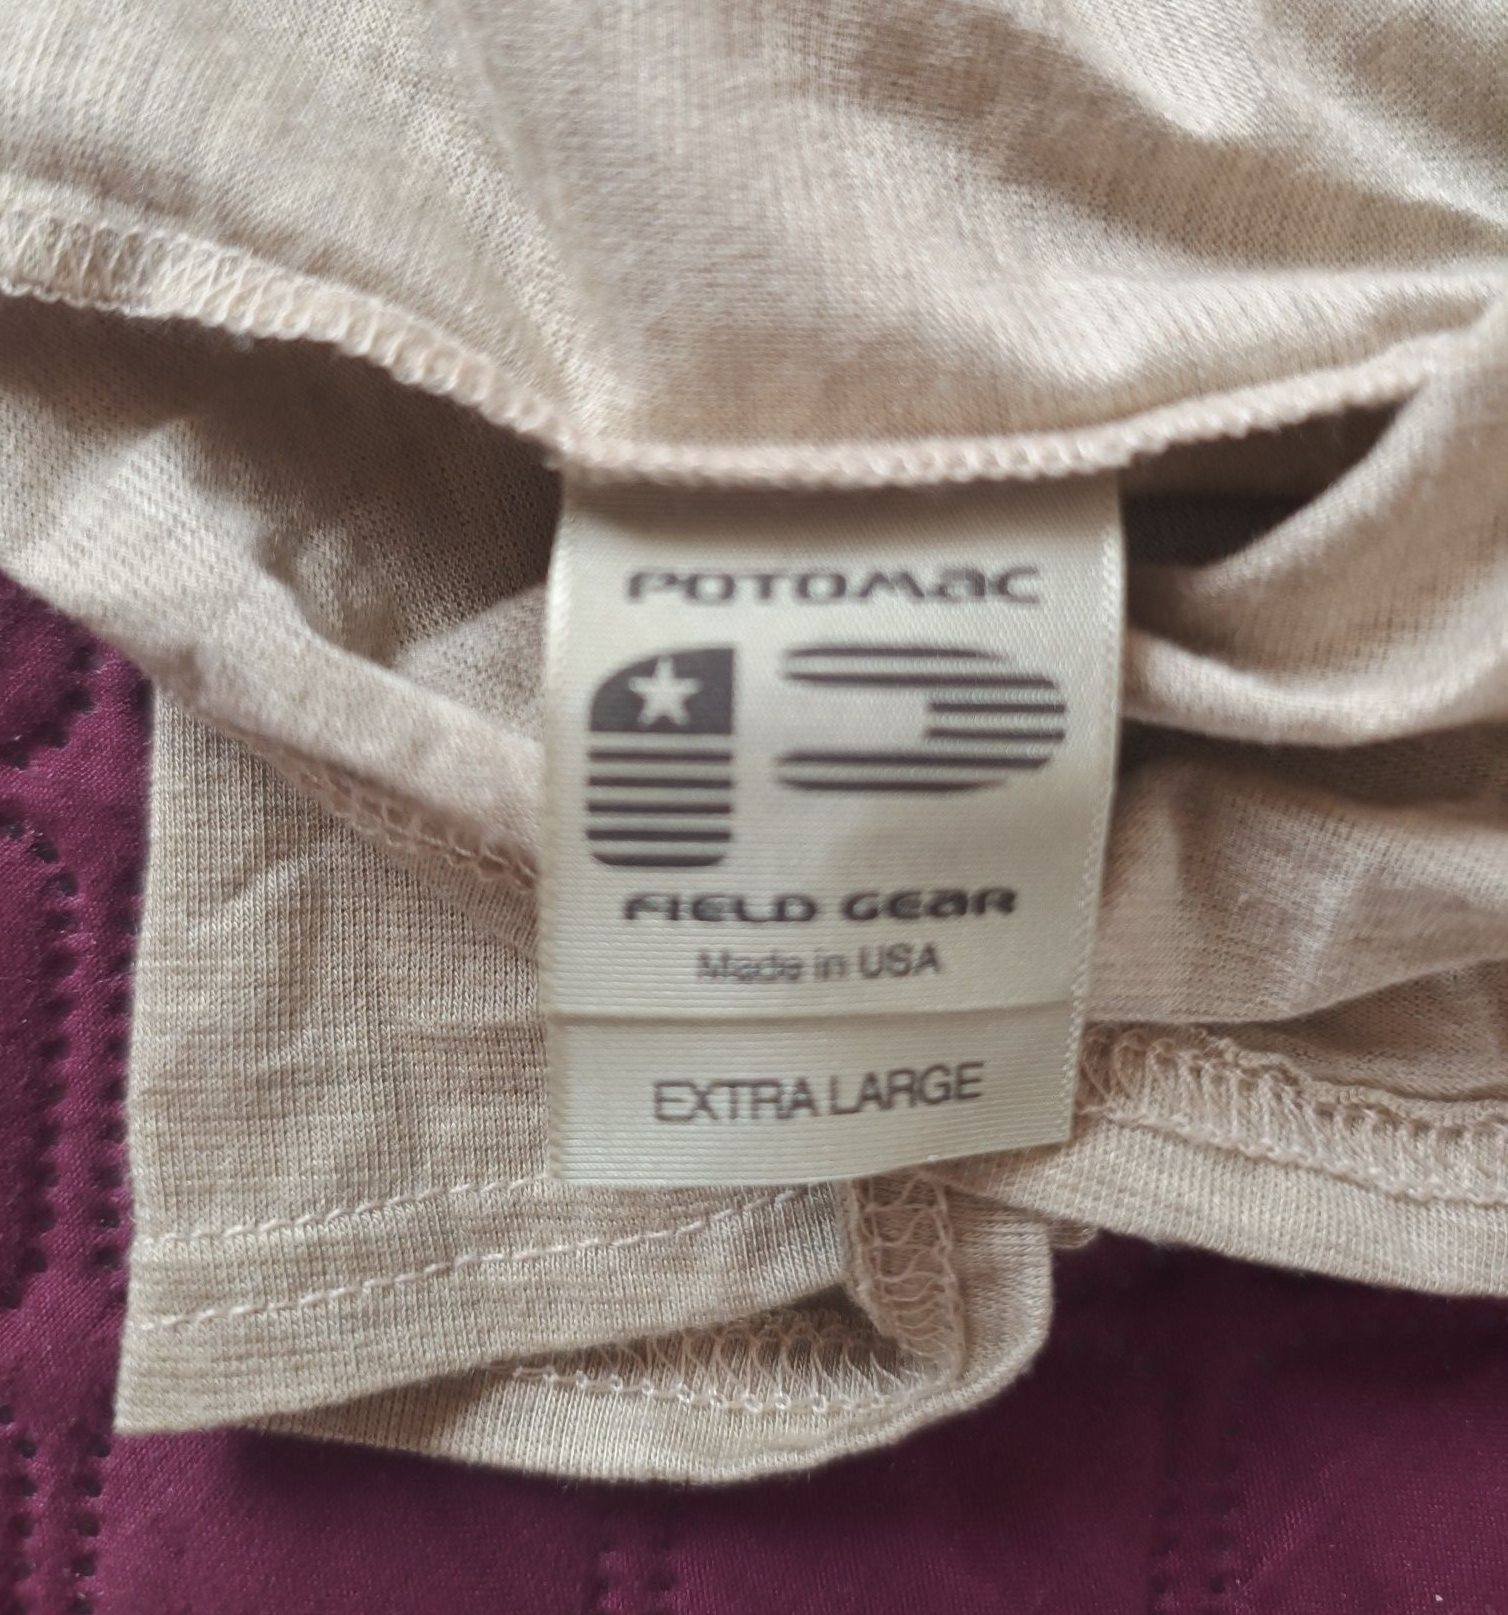 POTOMAC
FIELD GEAR
Made in USA
EXTRA LARGE